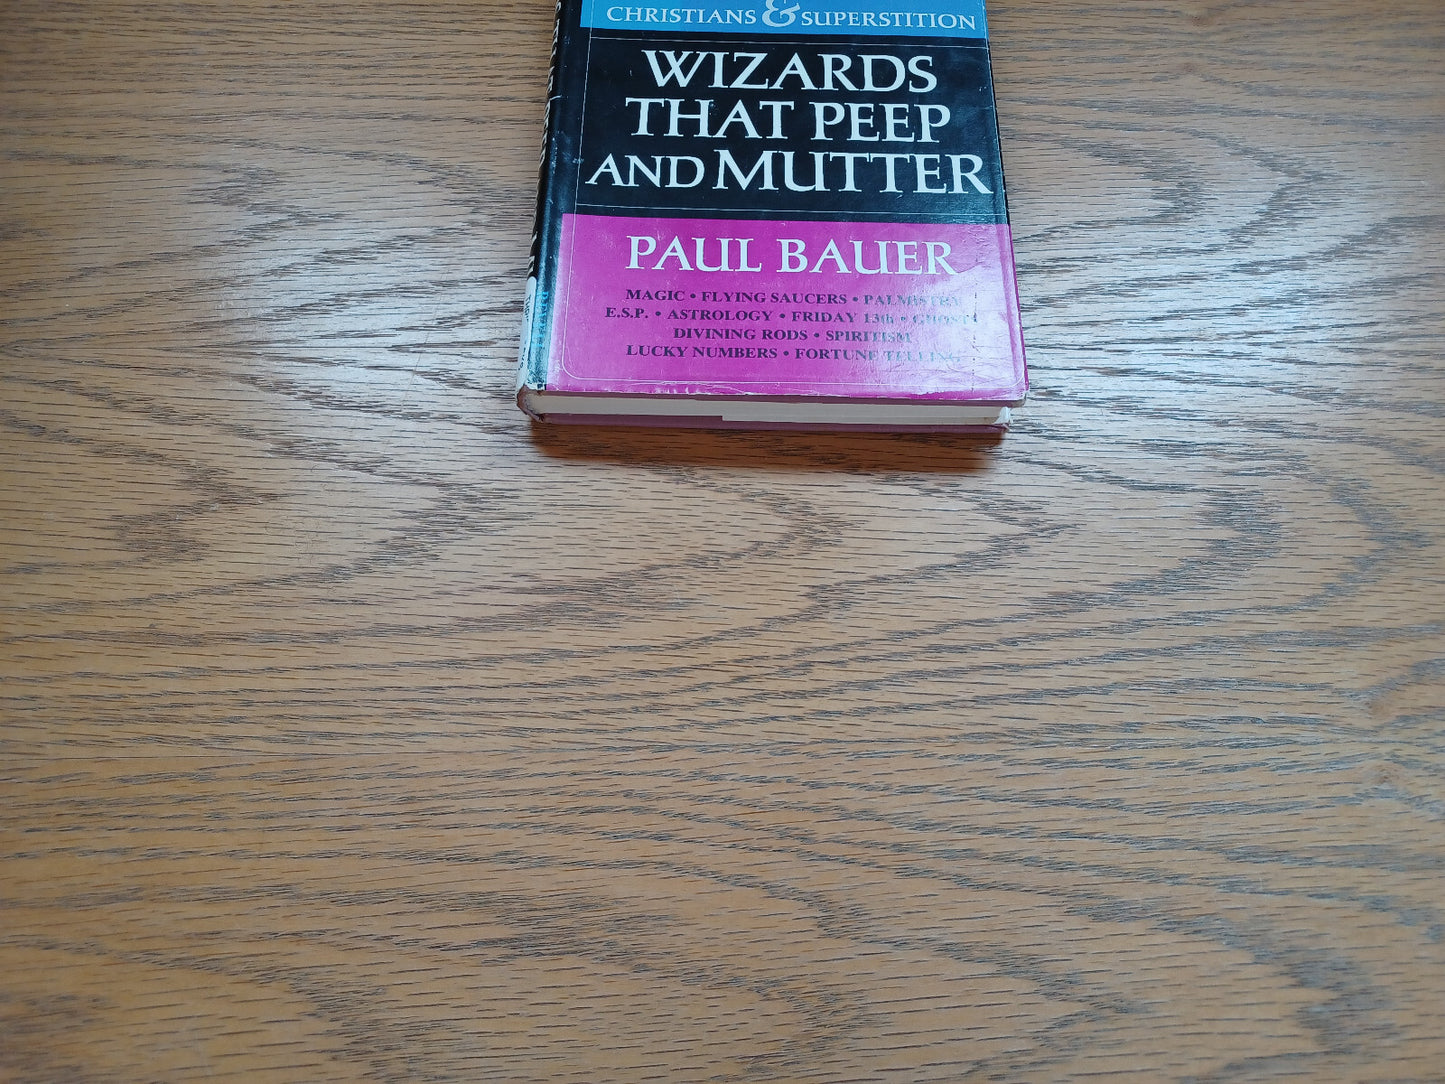 CHRISTIANS & SUPERSTITION
WIZARDS
THAT PEEP
AND MUTTER
PAUL BAUER
MAGIC • FLYING SAUCERS • PALMISTRY
E.S.P. • ASTROLOGY • FRIDAY 13th • GHOSTS
DIVINING RODS • SPIRITISM
LUCKY NUMBERS • FORTUNE TELLING